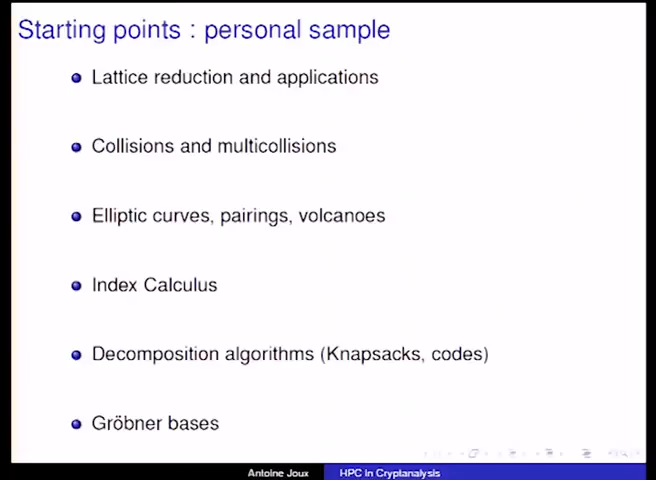 Starting points : personal sample
Lattice reduction and applications
Collisions and multicollisions
Elliptic curves, pairings, volcanoes
Index Calculus
Decomposition algorithms (Knapsacks, codes)
Gröbner bases
Antoine Joux HPC in Cryptanalysis